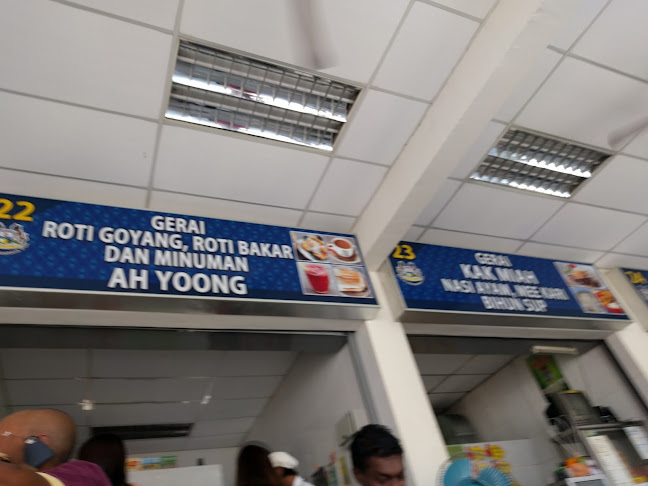 22
GERAI
ROTI GOYANG, ROTI BAKAR
DAN MINUMAN
AH YOONG
23
GERAI
KAK MIAH
NASI AYAM, MEE KARI
BIHUN SUP
24